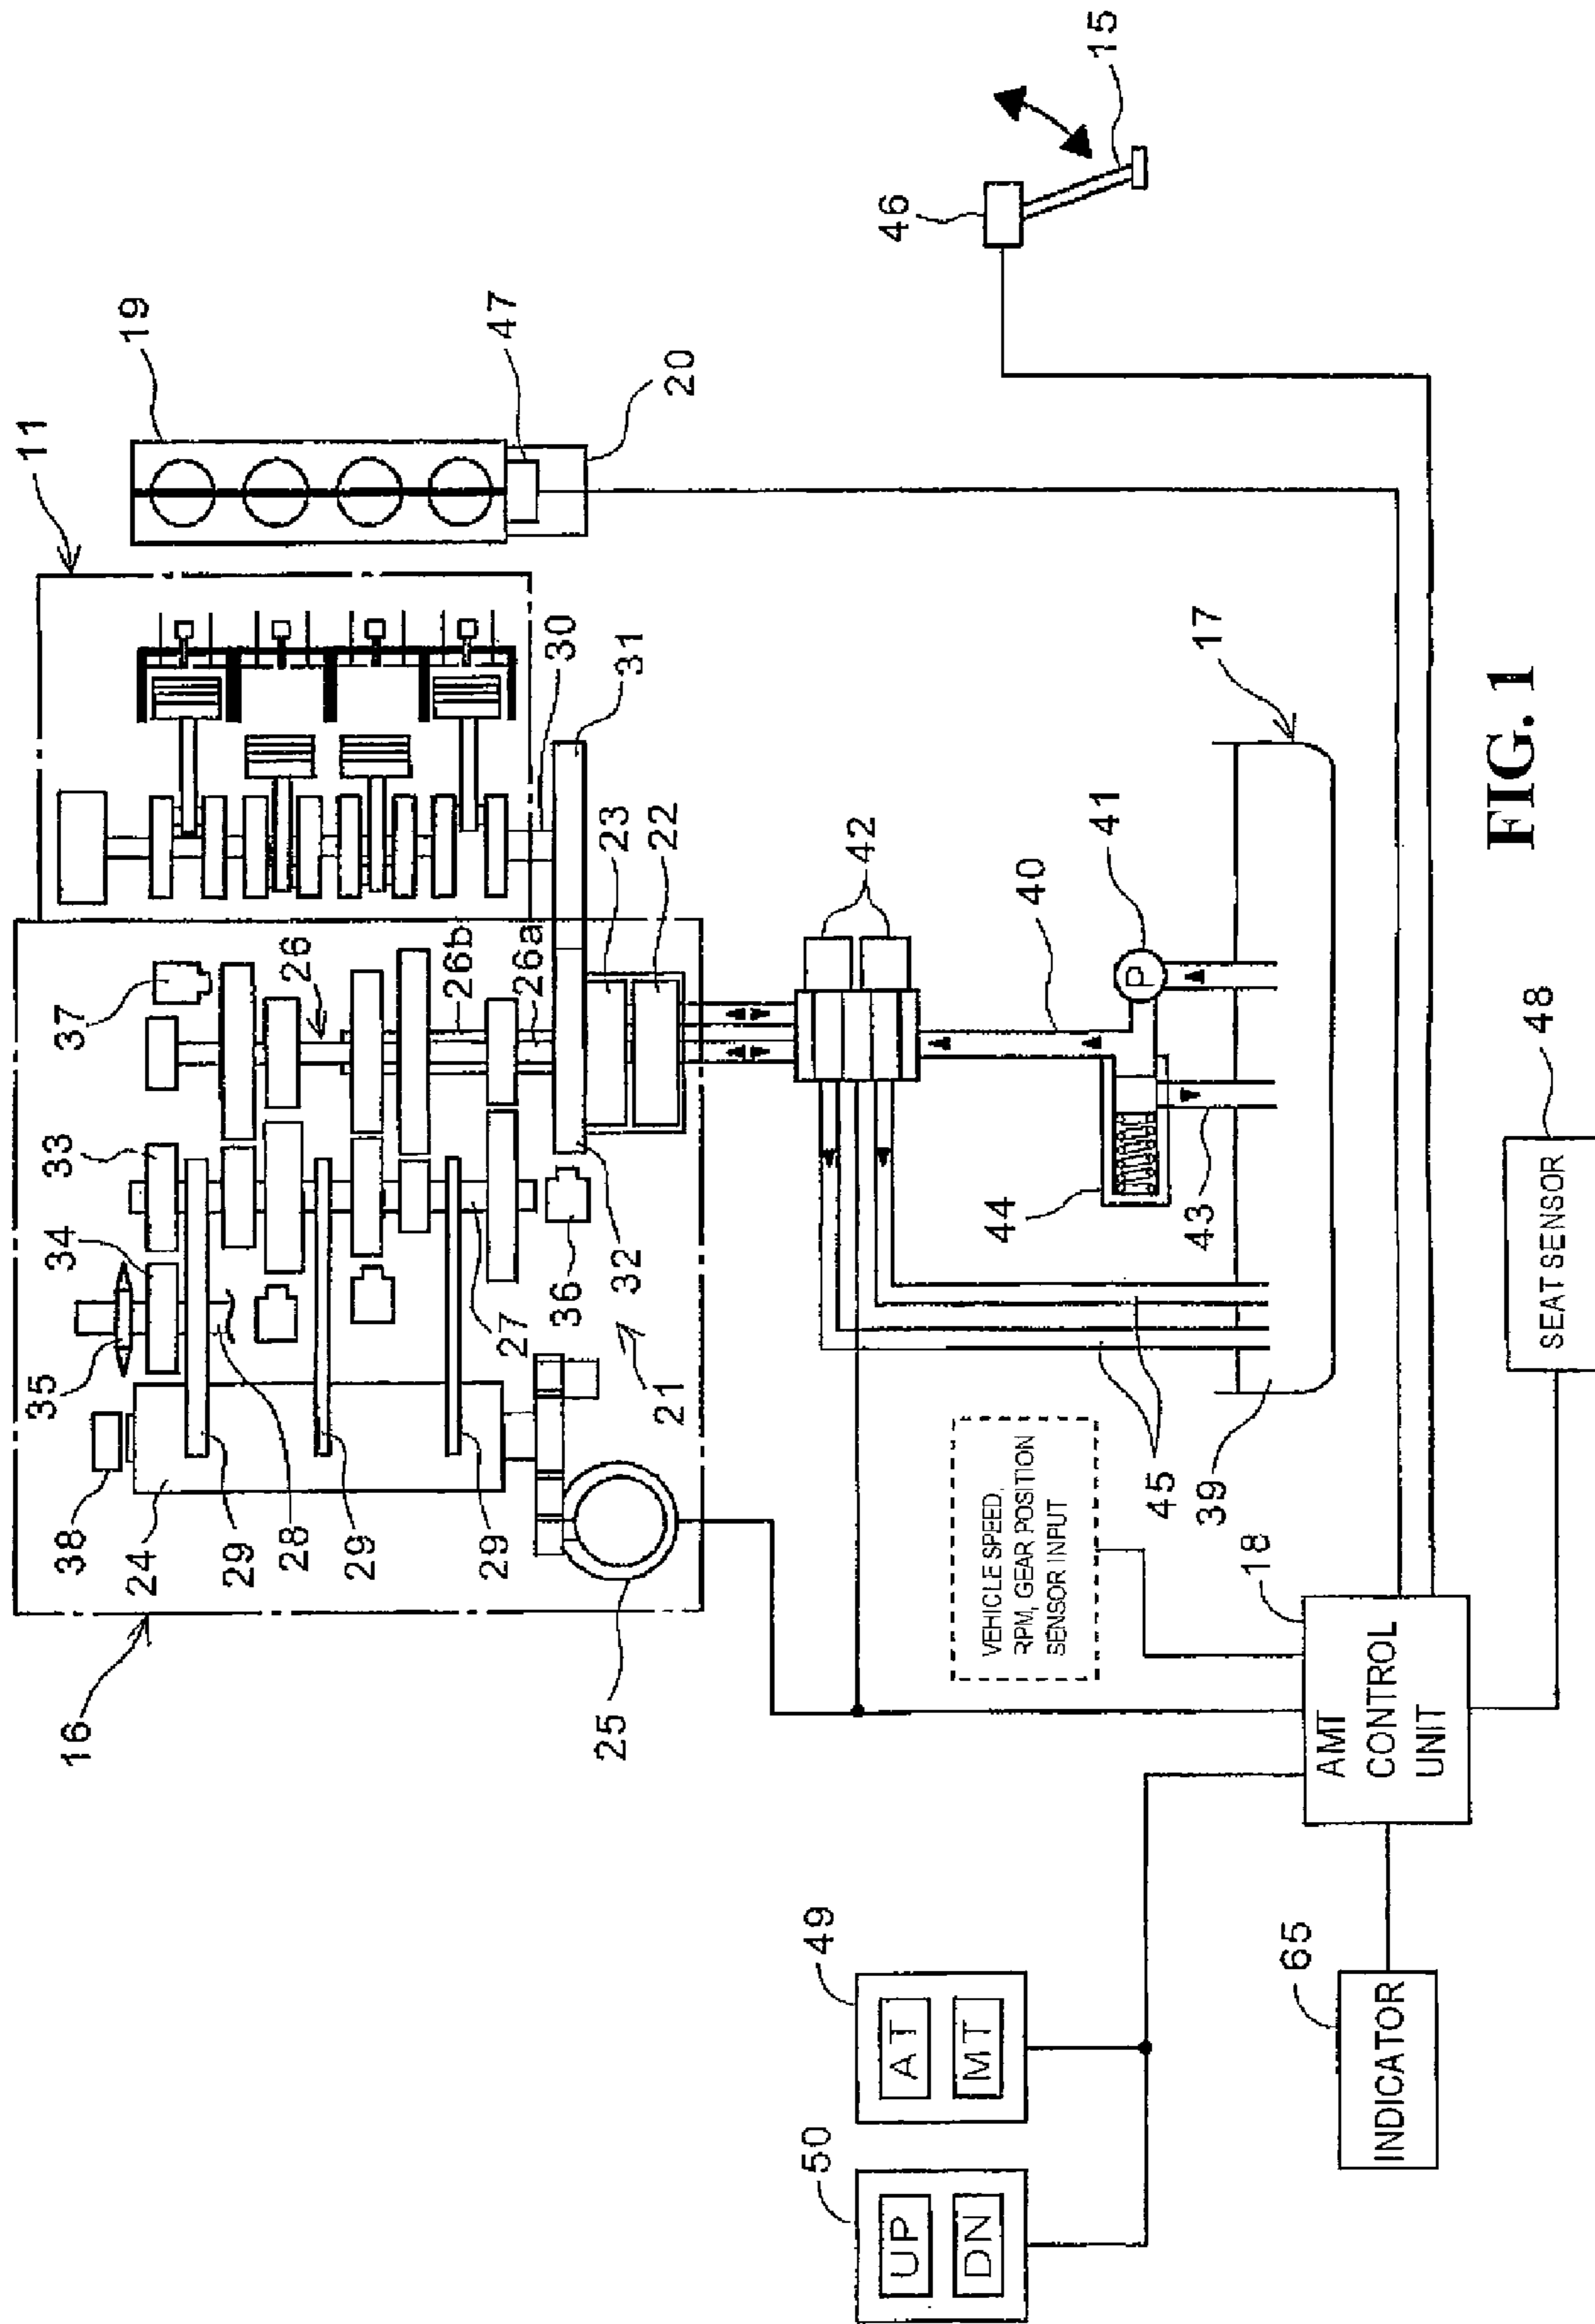 16
38
24
29
28
29
29
25
35
34
33
37
26
26b
26a
27
21
36
32
11
19
47
20
30
31
23
22
42
40
41
P
44
43
45
39
17
46
15
VEHICLE SPEED,
RPM, GEAR POSITION
SENSOR INPUT
18
AMT
CONTROL
UNIT
SEAT SENSOR
48
49
AT
MT
50
UP
DN
65
INDICATOR
FIG. 1